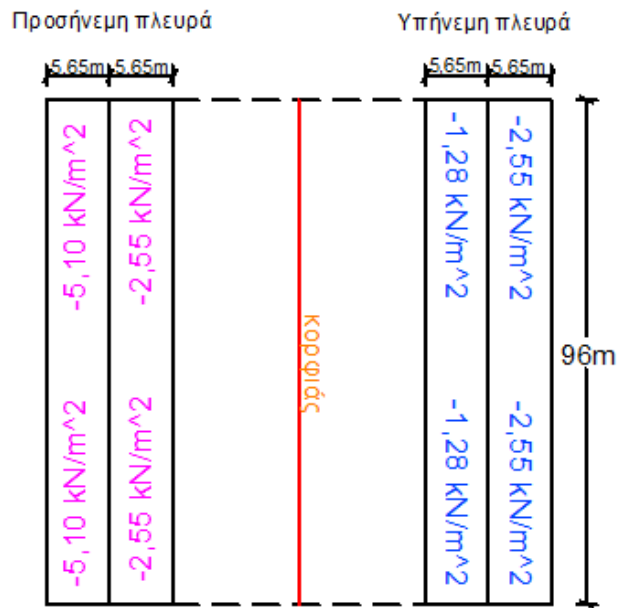 Προσήνεμη πλευρά
Υπήνεμη πλευρά
5,65m 5,65m
5,65m 5,65m
-5,10 kN/m^2
-2,55 kN/m^2
-1,28 kN/m^2
-2,55 kN/m^2
κορφιάς
96m
-5,10 kN/m^2
-2,55 kN/m^2
-1,28 kN/m^2
-2,55 kN/m^2